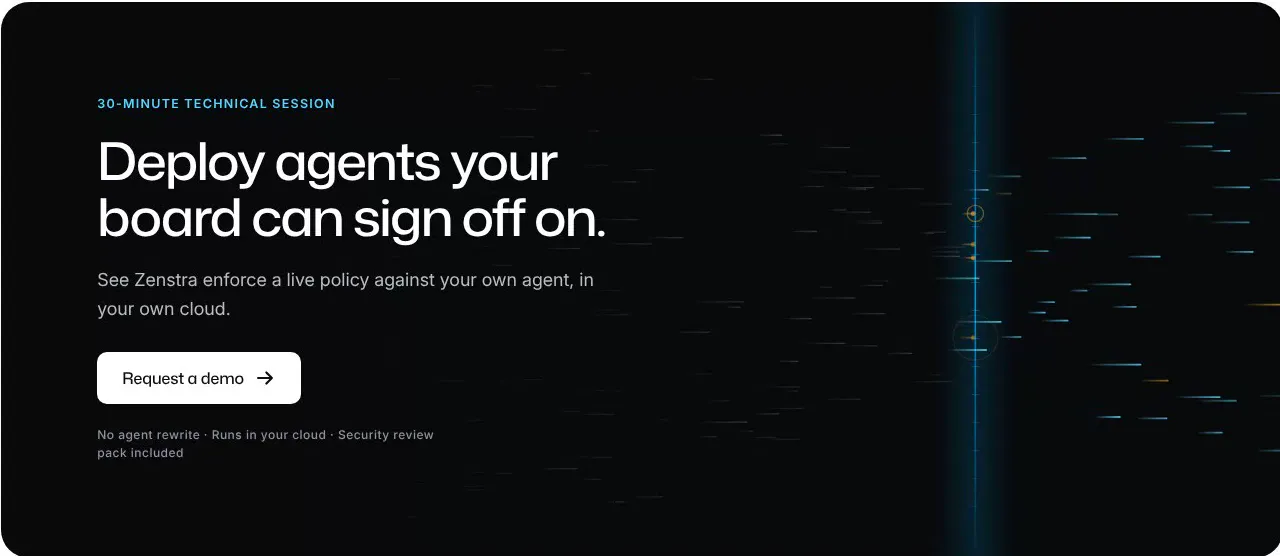 30-MINUTE TECHNICAL SESSION
Deploy agents your
board can sign off on.
See Zenstra enforce a live policy against your own agent, in
your own cloud.
Request a demo →
No agent rewrite · Runs in your cloud · Security review
pack included